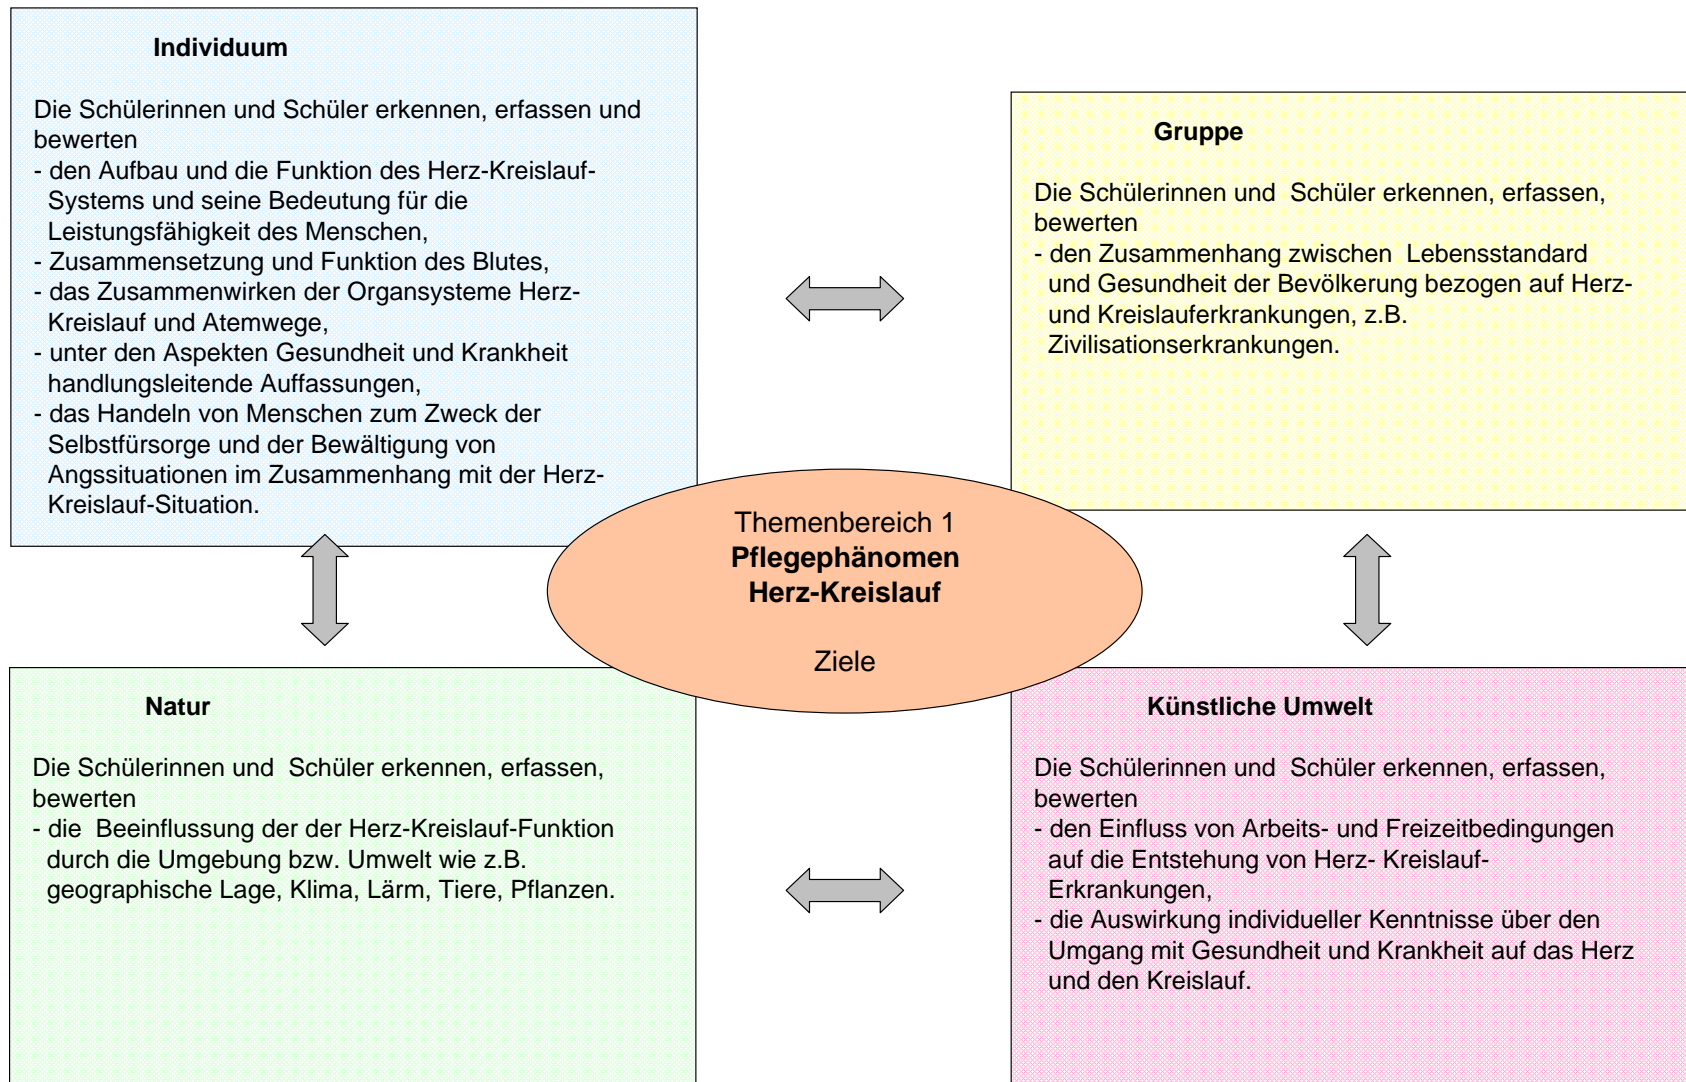 Individuum
Die Schülerinnen und Schüler erkennen, erfassen und
bewerten
- den Aufbau und die Funktion des Herz-Kreislauf-
Systems und seine Bedeutung für die
Leistungsfähigkeit des Menschen,
- Zusammensetzung und Funktion des Blutes,
- das Zusammenwirken der Organsysteme Herz-
Kreislauf und Atemwege,
- unter den Aspekten Gesundheit und Krankheit
handlungsleitende Auffassungen,
- das Handeln von Menschen zum Zweck der
Selbstfürsorge und der Bewältigung von
Angssituationen im Zusammenhang mit der Herz-
Kreislauf-Situation.
Gruppe
Die Schülerinnen und  Schüler erkennen, erfassen,
bewerten
- den Zusammenhang zwischen  Lebensstandard
und Gesundheit der Bevölkerung bezogen auf Herz-
und Kreislauferkrankungen, z.B.
Zivilisationserkrankungen.
Themenbereich 1
Pflegephänomen
Herz-Kreislauf
Ziele
Natur
Die Schülerinnen und  Schüler erkennen, erfassen,
bewerten
- die  Beeinflussung der der Herz-Kreislauf-Funktion
durch die Umgebung bzw. Umwelt wie z.B.
geographische Lage, Klima, Lärm, Tiere, Pflanzen.
Künstliche Umwelt
Die Schülerinnen und  Schüler erkennen, erfassen,
bewerten
- den Einfluss von Arbeits- und Freizeitbedingungen
auf die Entstehung von Herz- Kreislauf-
Erkrankungen,
- die Auswirkung individueller Kenntnisse über den
Umgang mit Gesundheit und Krankheit auf das Herz
und den Kreislauf.